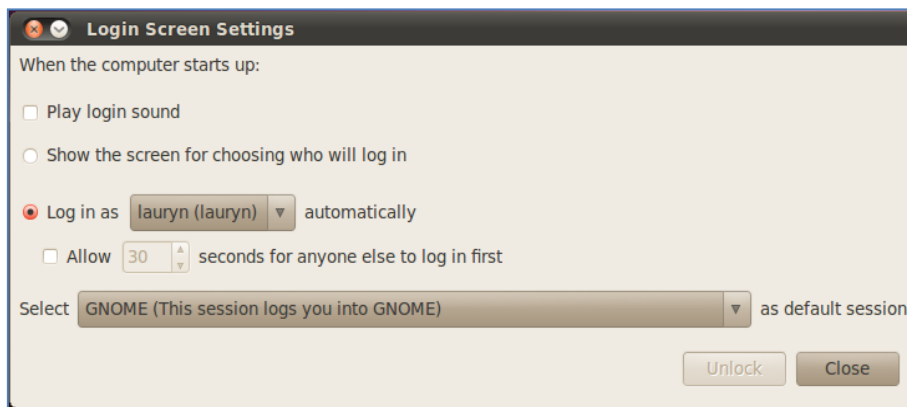 Login Screen Settings
When the computer starts up:
Play login sound
Show the screen for choosing who will log in
Log in as lauryn (lauryn) automatically
Allow 30 seconds for anyone else to log in first
Select GNOME (This session logs you into GNOME) as default session
Unlock Close